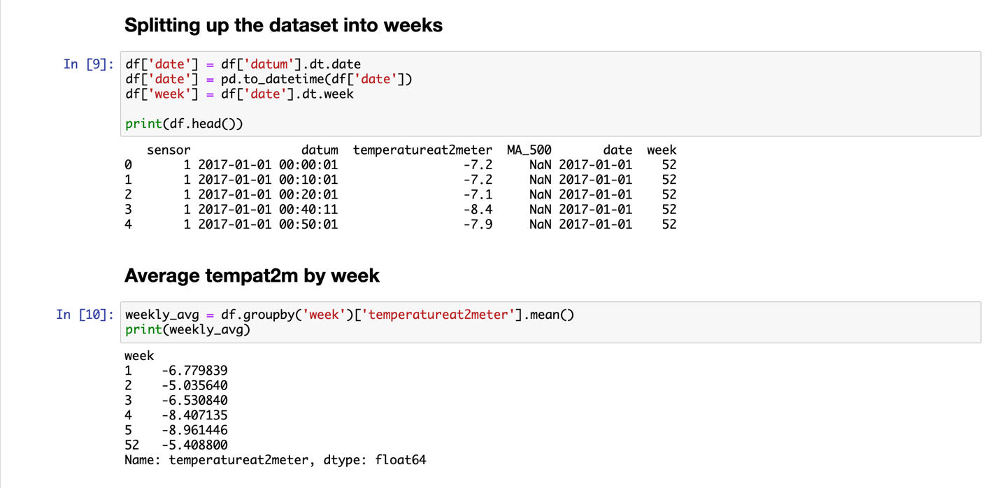 Splitting up the dataset into weeks
In [9]: df['date'] = df['datum'].dt.date
df['date'] = pd.to_datetime(df['date'])
df['week'] = df['date'].dt.week
print(df.head())
sensor datum temperatureat2meter MA_500 date week
0 1 2017-01-01 00:00:01 -7.2 NaN 2017-01-01 52
1 1 2017-01-01 00:10:01 -7.2 NaN 2017-01-01 52
2 1 2017-01-01 00:20:01 -7.1 NaN 2017-01-01 52
3 1 2017-01-01 00:40:11 -8.4 NaN 2017-01-01 52
4 1 2017-01-01 00:50:01 -7.9 NaN 2017-01-01 52
Average tempat2m by week
In [10]: weekly_avg = df.groupby('week')['temperatureat2meter'].mean()
print(weekly_avg)
week
1 -6.779839
2 -5.035640
3 -6.530840
4 -8.407135
5 -8.961446
52 -5.408800
Name: temperatureat2meter, dtype: float64